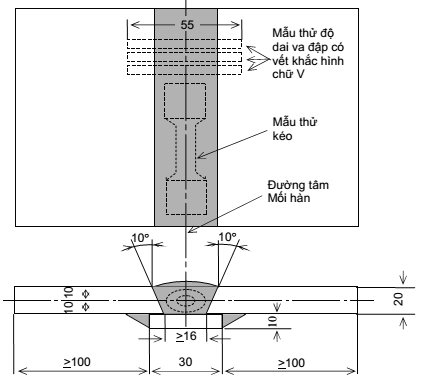 55
Mẫu thử độ
dai va đập có
vết khấc hình
chữ V
Mẫu thử
kéo
Đường tâm
Mối hàn
10° 10°
10 10
20
10
≥16
≥100 30 ≥100